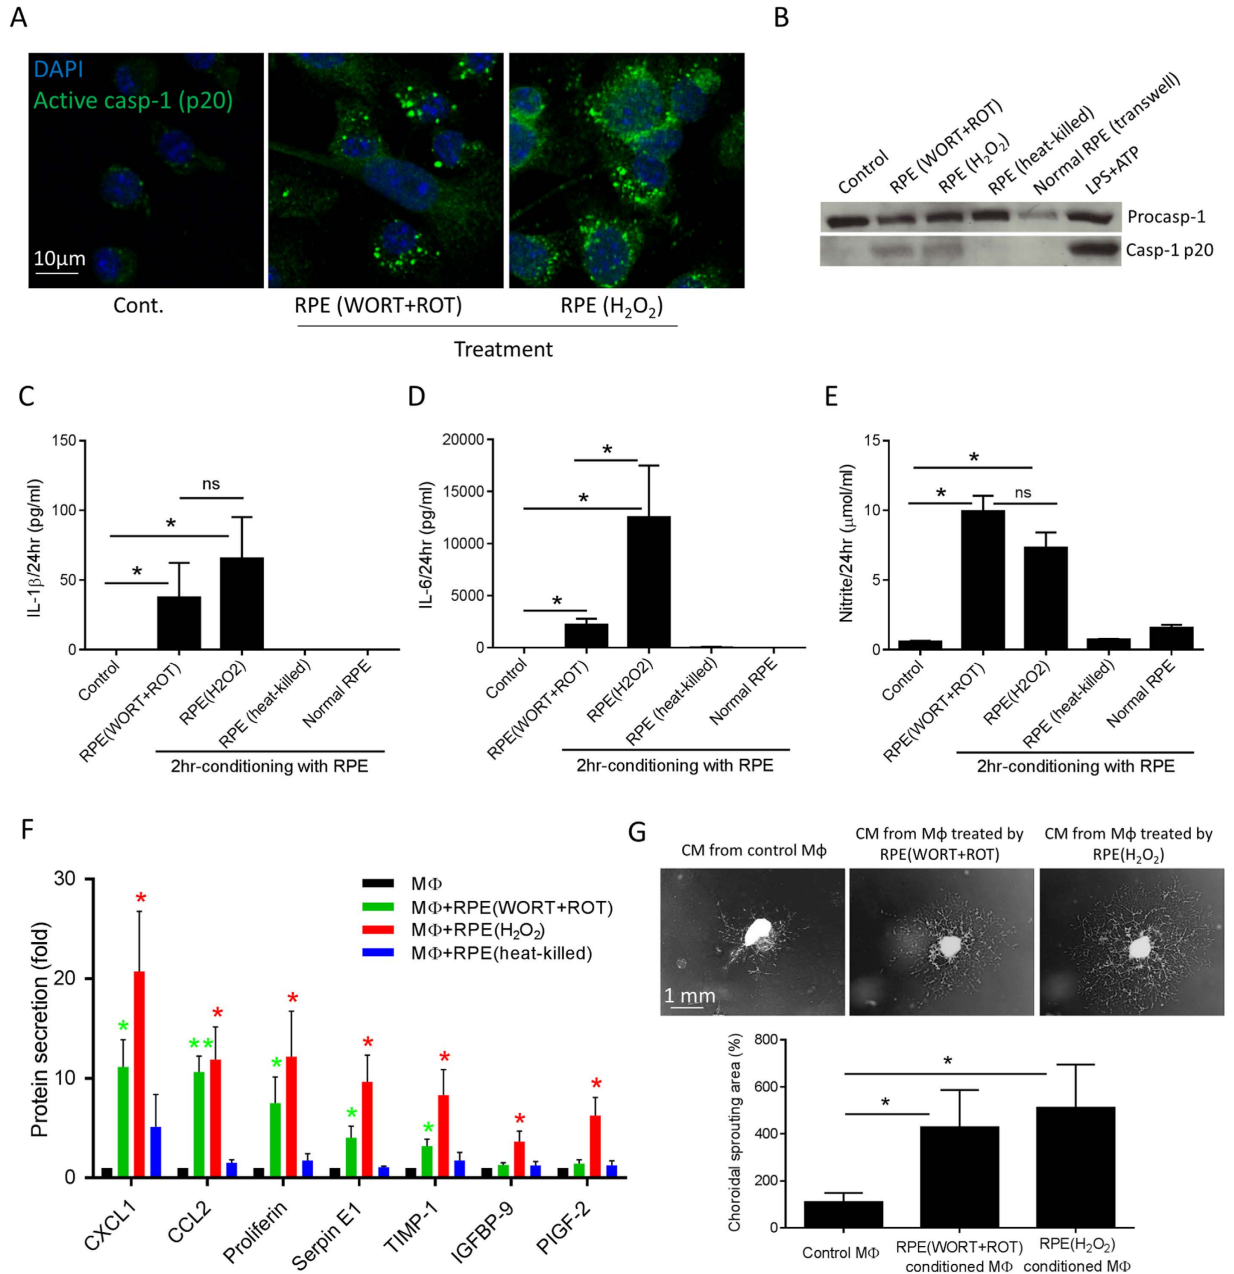 A
DAPI
Active casp-1 (p20)
10µm
Cont.
RPE (WORT+ROT)
RPE (H₂O₂)
Treatment
B
Control
RPE (WORT+ROT)
RPE (H₂O₂)
RPE (heat-killed)
Normal RPE (transwell)
LPS+ATP
Procasp-1
Casp-1 p20
C
IL-1β/24hr (pg/ml)
150
100
50
0
ns
*
*
Control
RPE(WORT+ROT)
RPE(H2O2)
RPE (heat-killed)
Normal RPE
2hr-conditioning with RPE
D
IL-6/24hr (pg/ml)
20000
15000
10000
5000
0
*
*
*
Control
RPE(WORT+ROT)
RPE(H2O2)
RPE (heat-killed)
Normal RPE
2hr-conditioning with RPE
E
Nitrite/24hr (µmol/ml)
15
10
5
0
*
*
ns
Control
RPE(WORT+ROT)
RPE(H2O2)
RPE (heat-killed)
Normal RPE
2hr-conditioning with RPE
F
Protein secretion (fold)
30
20
10
0
MΦ
MΦ+RPE(WORT+ROT)
MΦ+RPE(H₂O₂)
MΦ+RPE(heat-killed)
* * ** * * * * * * * * *
CXCL1
CCL2
Proliferin
Serpin E1
TIMP-1
IGFBP-9
PIGF-2
G
CM from control Mϕ
CM from Mϕ treated by
RPE(WORT+ROT)
CM from Mϕ treated by
RPE(H₂O₂)
1 mm
Choroidal sprouting area (%)
800
600
400
200
0
*
*
Control MΦ
RPE(WORT+ROT)
conditioned MΦ
RPE(H₂O₂)
conditioned MΦ